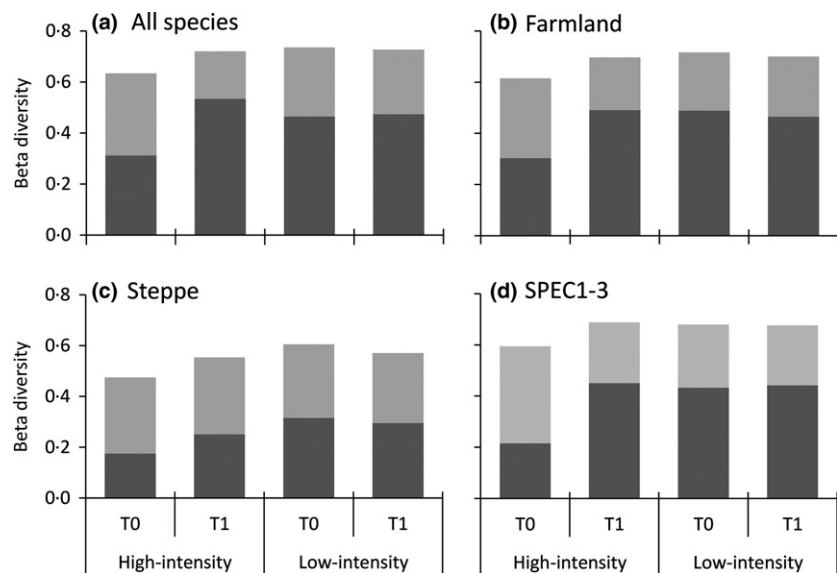 (a) All species
(b) Farmland
Beta diversity
0·8
0·6
0·4
0·2
0·0
(c) Steppe
(d) SPEC1-3
Beta diversity
0·8
0·6
0·4
0·2
0·0
T0 T1 T0 T1
High-intensity Low-intensity
T0 T1 T0 T1
High-intensity Low-intensity